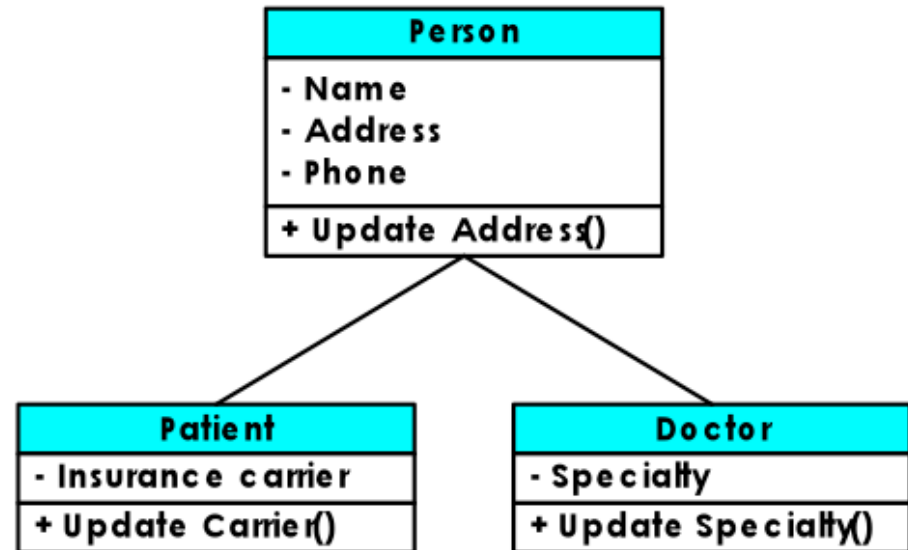 Person
- Name
- Address
- Phone
+ Update Address()
Patient
- Insurance carrier
+ Update Carrier()
Doctor
- Specialty
+ Update Specialty()